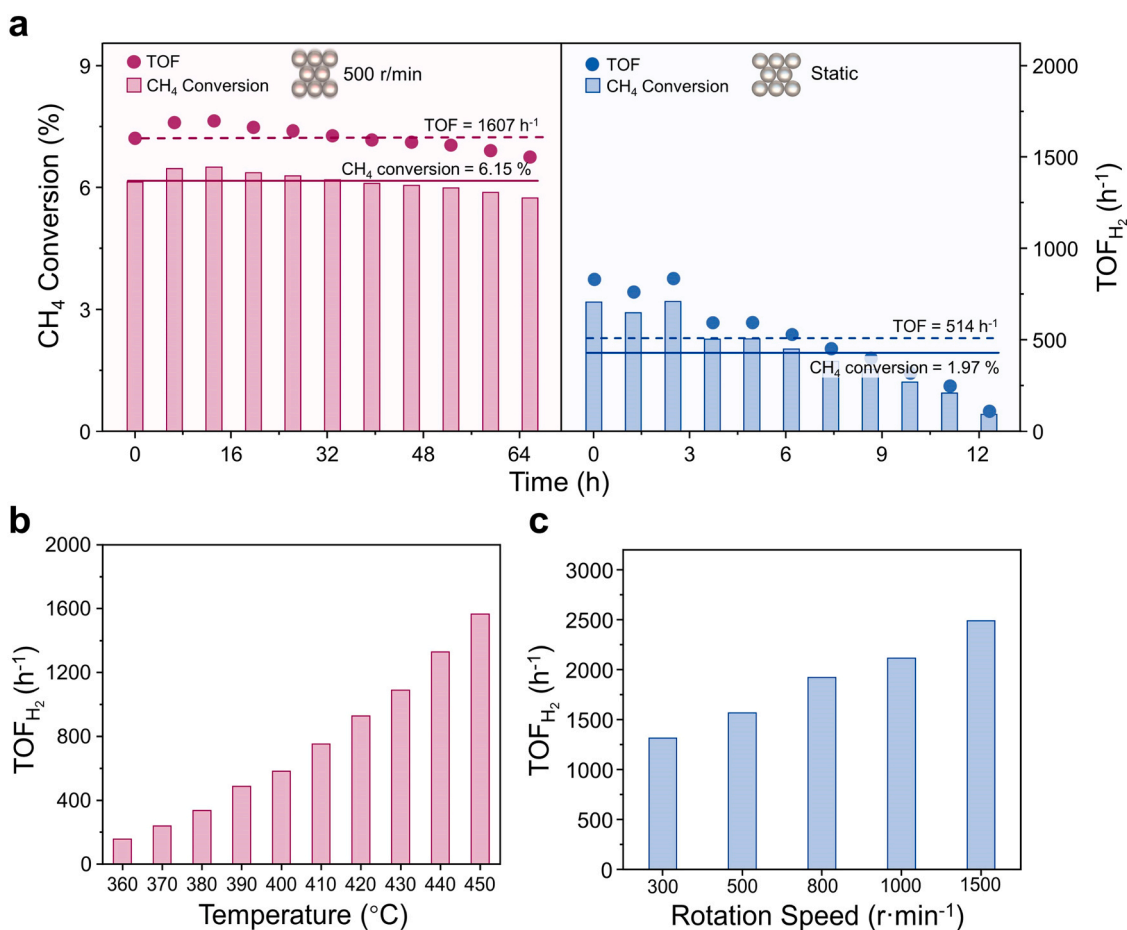 a
TOF
CH₄ Conversion
500 r/min
TOF = 1607 h⁻¹
CH₄ conversion = 6.15 %
TOF
CH₄ Conversion
Static
TOF = 514 h⁻¹
CH₄ conversion = 1.97 %
CH₄ Conversion (%)
9
6
3
0
0 16 32 48 64
0 3 6 9 12
Time (h)
2000
1500
1000
500
0
TOF_H₂ (h⁻¹)
b
TOF_H₂ (h⁻¹)
2000
1600
1200
800
400
0
360 370 380 390 400 410 420 430 440 450
Temperature (°C)
c
TOF_H₂ (h⁻¹)
3000
2500
2000
1500
1000
500
0
300 500 800 1000 1500
Rotation Speed (r·min⁻¹)